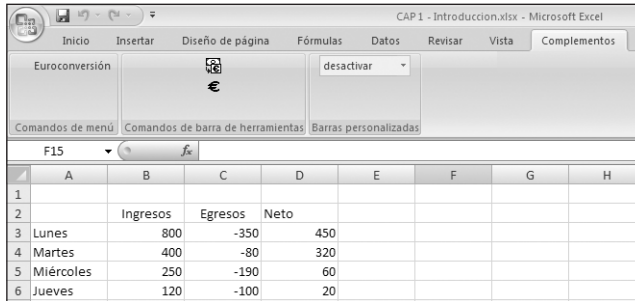 CAP 1 - Introduccion.xlsx - Microsoft Excel
Inicio Insertar Diseño de página Fórmulas Datos Revisar Vista Complementos
Euroconversión desactivar
€
Comandos de menú Comandos de barra de herramientas Barras personalizadas
F15 fx
A B C D E F G H
1
2 Ingresos Egresos Neto
3 Lunes 800 -350 450
4 Martes 400 -80 320
5 Miércoles 250 -190 60
6 Jueves 120 -100 20